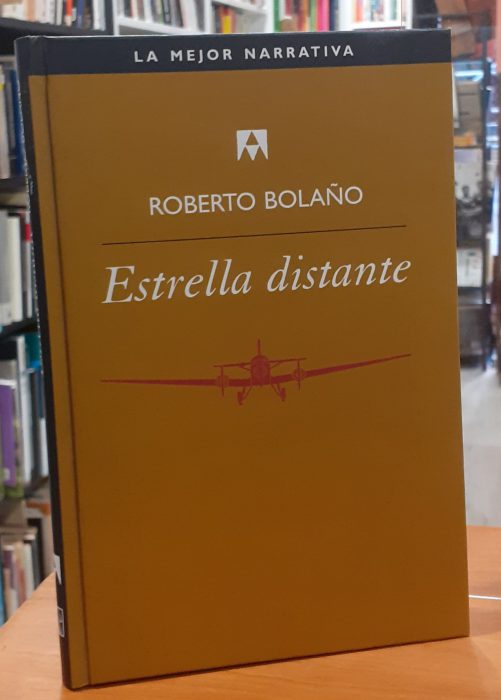 LA MEJOR NARRATIVA
ROBERTO BOLAÑO
Estrella distante